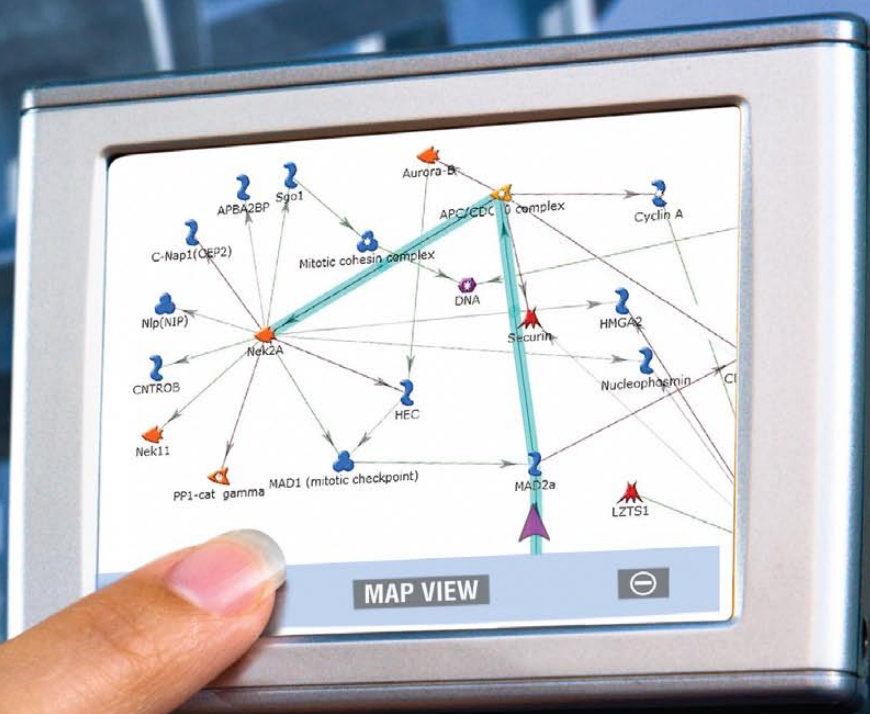 Aurora-B
APBA2BP
Sgo1
APC/CDC 0 complex
Cyclin A
C-Nap1(CEP2)
Mitotic cohesin complex
DNA
Nlp(NIP)
HMGA2
Securin
Nek2A
CNTROB
Nucleophosmin
HEC
Nek11
MAD1 (mitotic checkpoint)
MAD2a
PP1-cat gamma
LZTS1
MAP VIEW